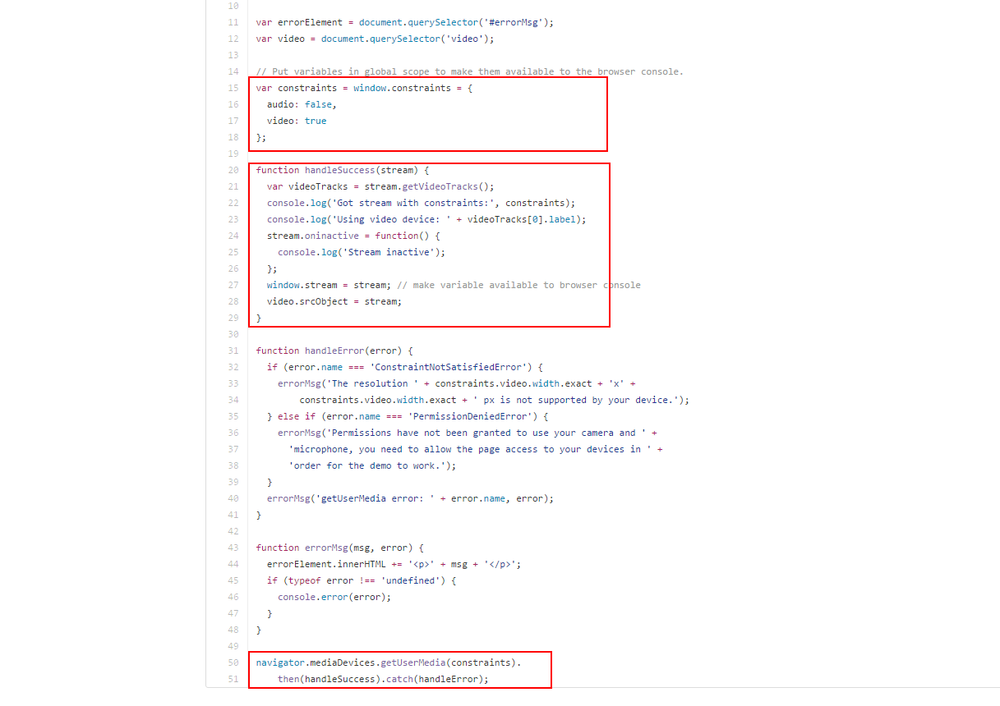 10
11 var errorElement = document.querySelector('#errorMsg');
12 var video = document.querySelector('video');
13
14 // Put variables in global scope to make them available to the browser console.
15 var constraints = window.constraints = {
16   audio: false,
17   video: true
18 };
19
20 function handleSuccess(stream) {
21   var videoTracks = stream.getVideoTracks();
22   console.log('Got stream with constraints:', constraints);
23   console.log('Using video device: ' + videoTracks[0].label);
24   stream.oninactive = function() {
25     console.log('Stream inactive');
26   };
27   window.stream = stream; // make variable available to browser console
28   video.srcObject = stream;
29 }
30
31 function handleError(error) {
32   if (error.name === 'ConstraintNotSatisfiedError') {
33     errorMsg('The resolution ' + constraints.video.width.exact + 'x' +
34         constraints.video.width.exact + ' px is not supported by your device.');
35   } else if (error.name === 'PermissionDeniedError') {
36     errorMsg('Permissions have not been granted to use your camera and ' +
37       'microphone, you need to allow the page access to your devices in ' +
38       'order for the demo to work.');
39   }
40   errorMsg('getUserMedia error: ' + error.name, error);
41 }
42
43 function errorMsg(msg, error) {
44   errorElement.innerHTML += '<p>' + msg + '</p>';
45   if (typeof error !== 'undefined') {
46     console.error(error);
47   }
48 }
49
50 navigator.mediaDevices.getUserMedia(constraints).
51     then(handleSuccess).catch(handleError);